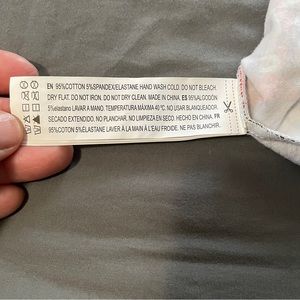 EN 95%COTTON 5%SPANDEX/ELASTANE HAND WASH COLD. DO NOT BLEACH.
DRY FLAT. DO NOT IRON. DO NOT DRY CLEAN. MADE IN CHINA. ES 95%ALGODÓN
5%elastano LAVAR A MANO. TEMPERATURA MÁXIMA 40 ºC. NO USAR BLANQUEADOR.
SECADO EXTENDIDO. NO PLANCHAR. NO LIMPIEZA EN SECO. HECHO EN CHINA. FR
95%COTON 5%ÉLASTANE LAVER À LA MAIN À L'EAU FROIDE. NE PAS BLANCHIR.